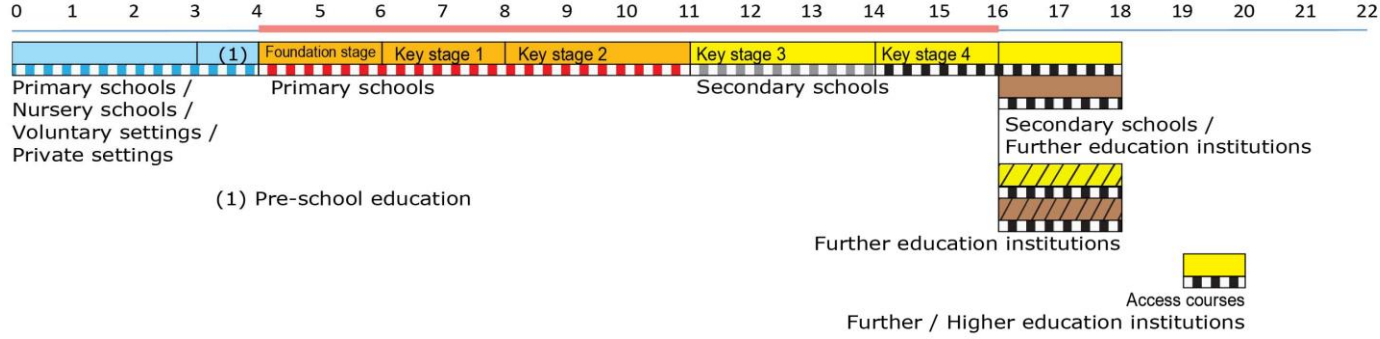 0 1 2 3 4 5 6 7 8 9 10 11 12 13 14 15 16 17 18 19 20 21 22
(1) Foundation stage Key stage 1 Key stage 2 Key stage 3 Key stage 4
Primary schools /
Nursery schools /
Voluntary settings /
Private settings
Primary schools
Secondary schools
Secondary schools /
Further education institutions
(1) Pre-school education
Further education institutions
Access courses
Further / Higher education institutions